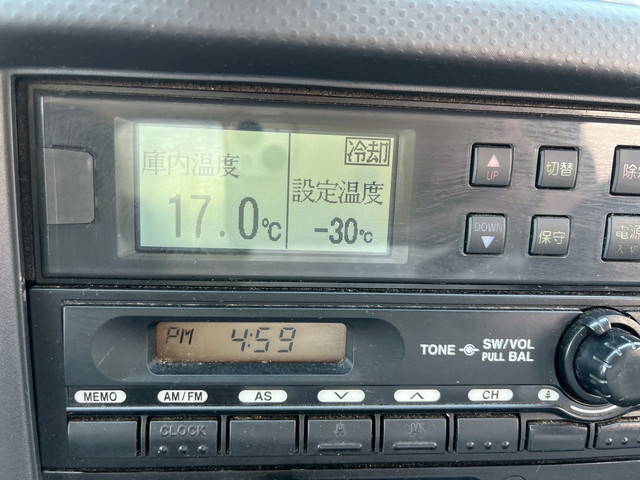 冷却
庫内温度
17.0℃
設定温度
-30℃
UP
切替
DOWN
保守
電源
PM 4:59
TONE SW/VOL
PULL BAL
MEMO AM/FM AS CH
CLOCK